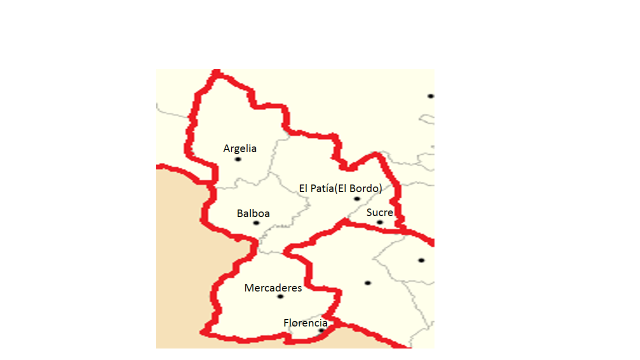 Argelia
El Patía(El Bordo)
Balboa
Sucre
Mercaderes
Florencia